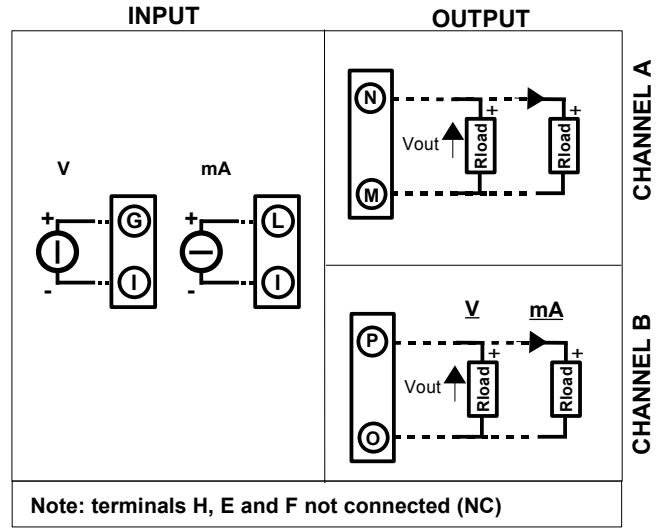 INPUT
OUTPUT
V
mA
+
G
-
I
+
L
-
I
N
M
Vout
+
Rload
+
Rload
CHANNEL A
V
mA
P
O
Vout
+
Rload
+
Rload
CHANNEL B
Note: terminals H, E and F not connected (NC)